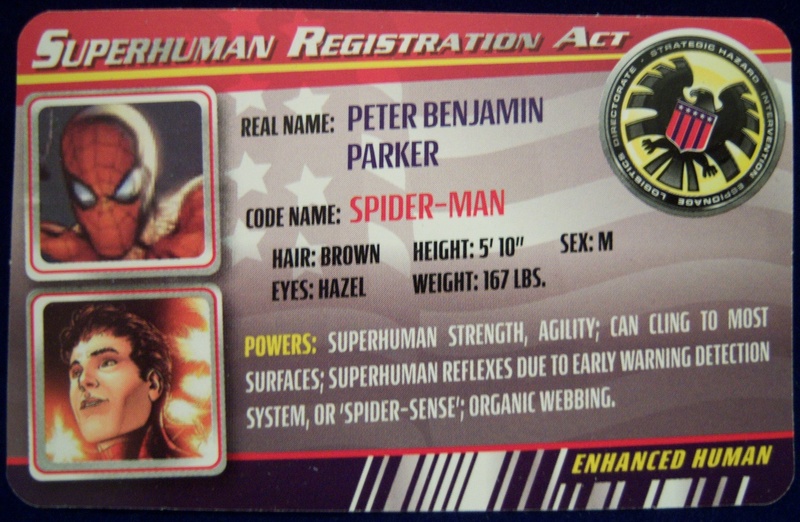 SUPERHUMAN REGISTRATION ACT
STRATEGIC HAZARD INTERVENTION ESPIONAGE LOGISTICS DIRECTORATE
REAL NAME: PETER BENJAMIN
PARKER
CODE NAME: SPIDER-MAN
HAIR: BROWN HEIGHT: 5' 10" SEX: M
EYES: HAZEL WEIGHT: 167 LBS.
POWERS: SUPERHUMAN STRENGTH, AGILITY; CAN CLING TO MOST
SURFACES; SUPERHUMAN REFLEXES DUE TO EARLY WARNING DETECTION
SYSTEM, OR 'SPIDER-SENSE'; ORGANIC WEBBING.
ENHANCED HUMAN